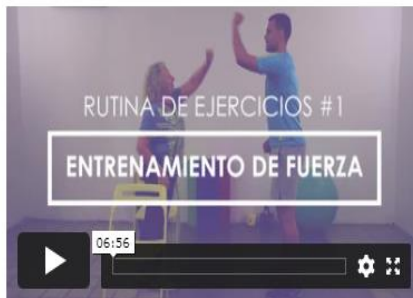 RUTINA DE EJERCICIOS #1
ENTRENAMIENTO DE FUERZA
06:56